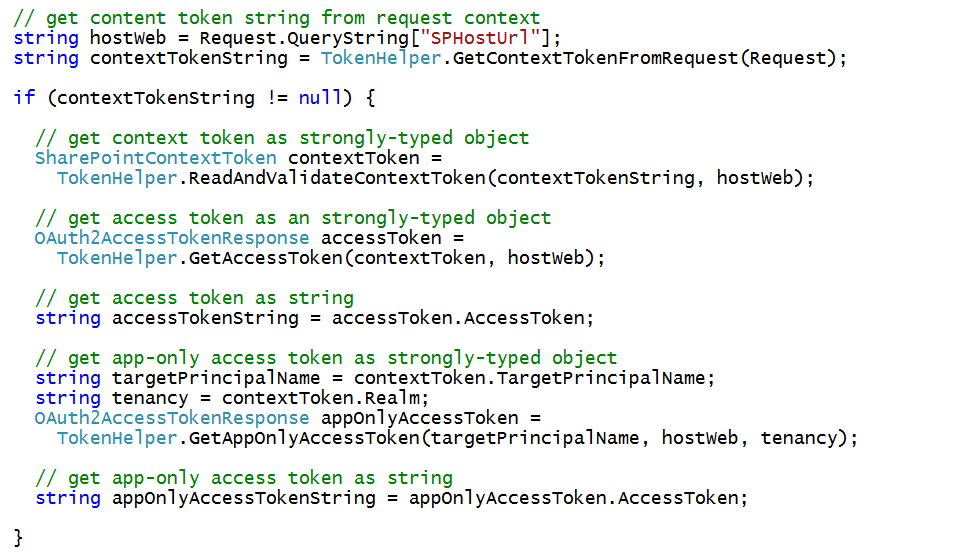 // get content token string from request context
string hostWeb = Request.QueryString["SPHostUrl"];
string contextTokenString = TokenHelper.GetContextTokenFromRequest(Request);
if (contextTokenString != null) {
// get context token as strongly-typed object
SharePointContextToken contextToken =
TokenHelper.ReadAndValidateContextToken(contextTokenString, hostWeb);
// get access token as an strongly-typed object
OAuth2AccessTokenResponse accessToken =
TokenHelper.GetAccessToken(contextToken, hostWeb);
// get access token as string
string accessTokenString = accessToken.AccessToken;
// get app-only access token as strongly-typed object
string targetPrincipalName = contextToken.TargetPrincipalName;
string tenancy = contextToken.Realm;
OAuth2AccessTokenResponse appOnlyAccessToken =
TokenHelper.GetAppOnlyAccessToken(targetPrincipalName, hostWeb, tenancy);
// get app-only access token as string
string appOnlyAccessTokenString = appOnlyAccessToken.AccessToken;
}